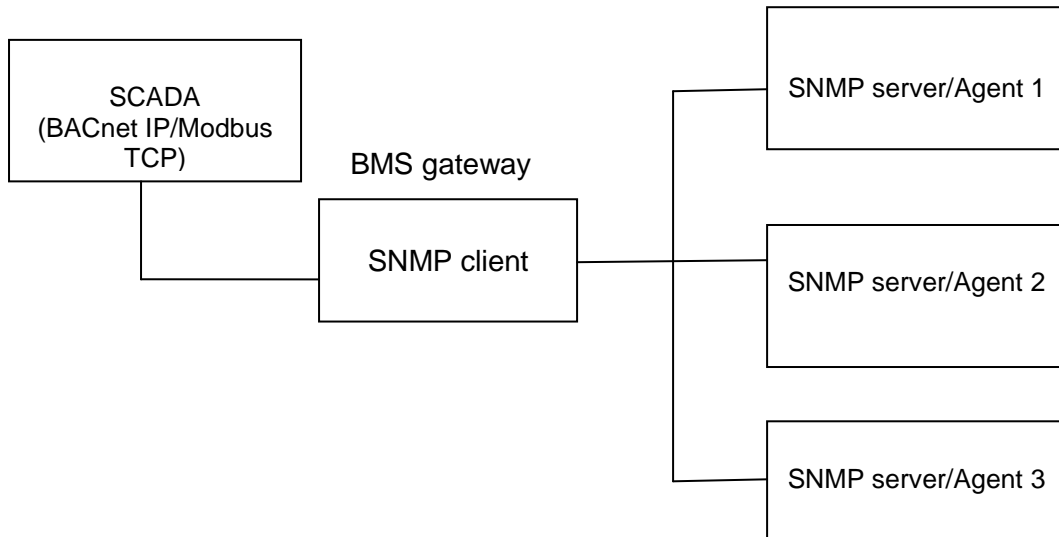 SCADA
(BACnet IP/Modbus
TCP)
BMS gateway
SNMP client
SNMP server/Agent 1
SNMP server/Agent 2
SNMP server/Agent 3